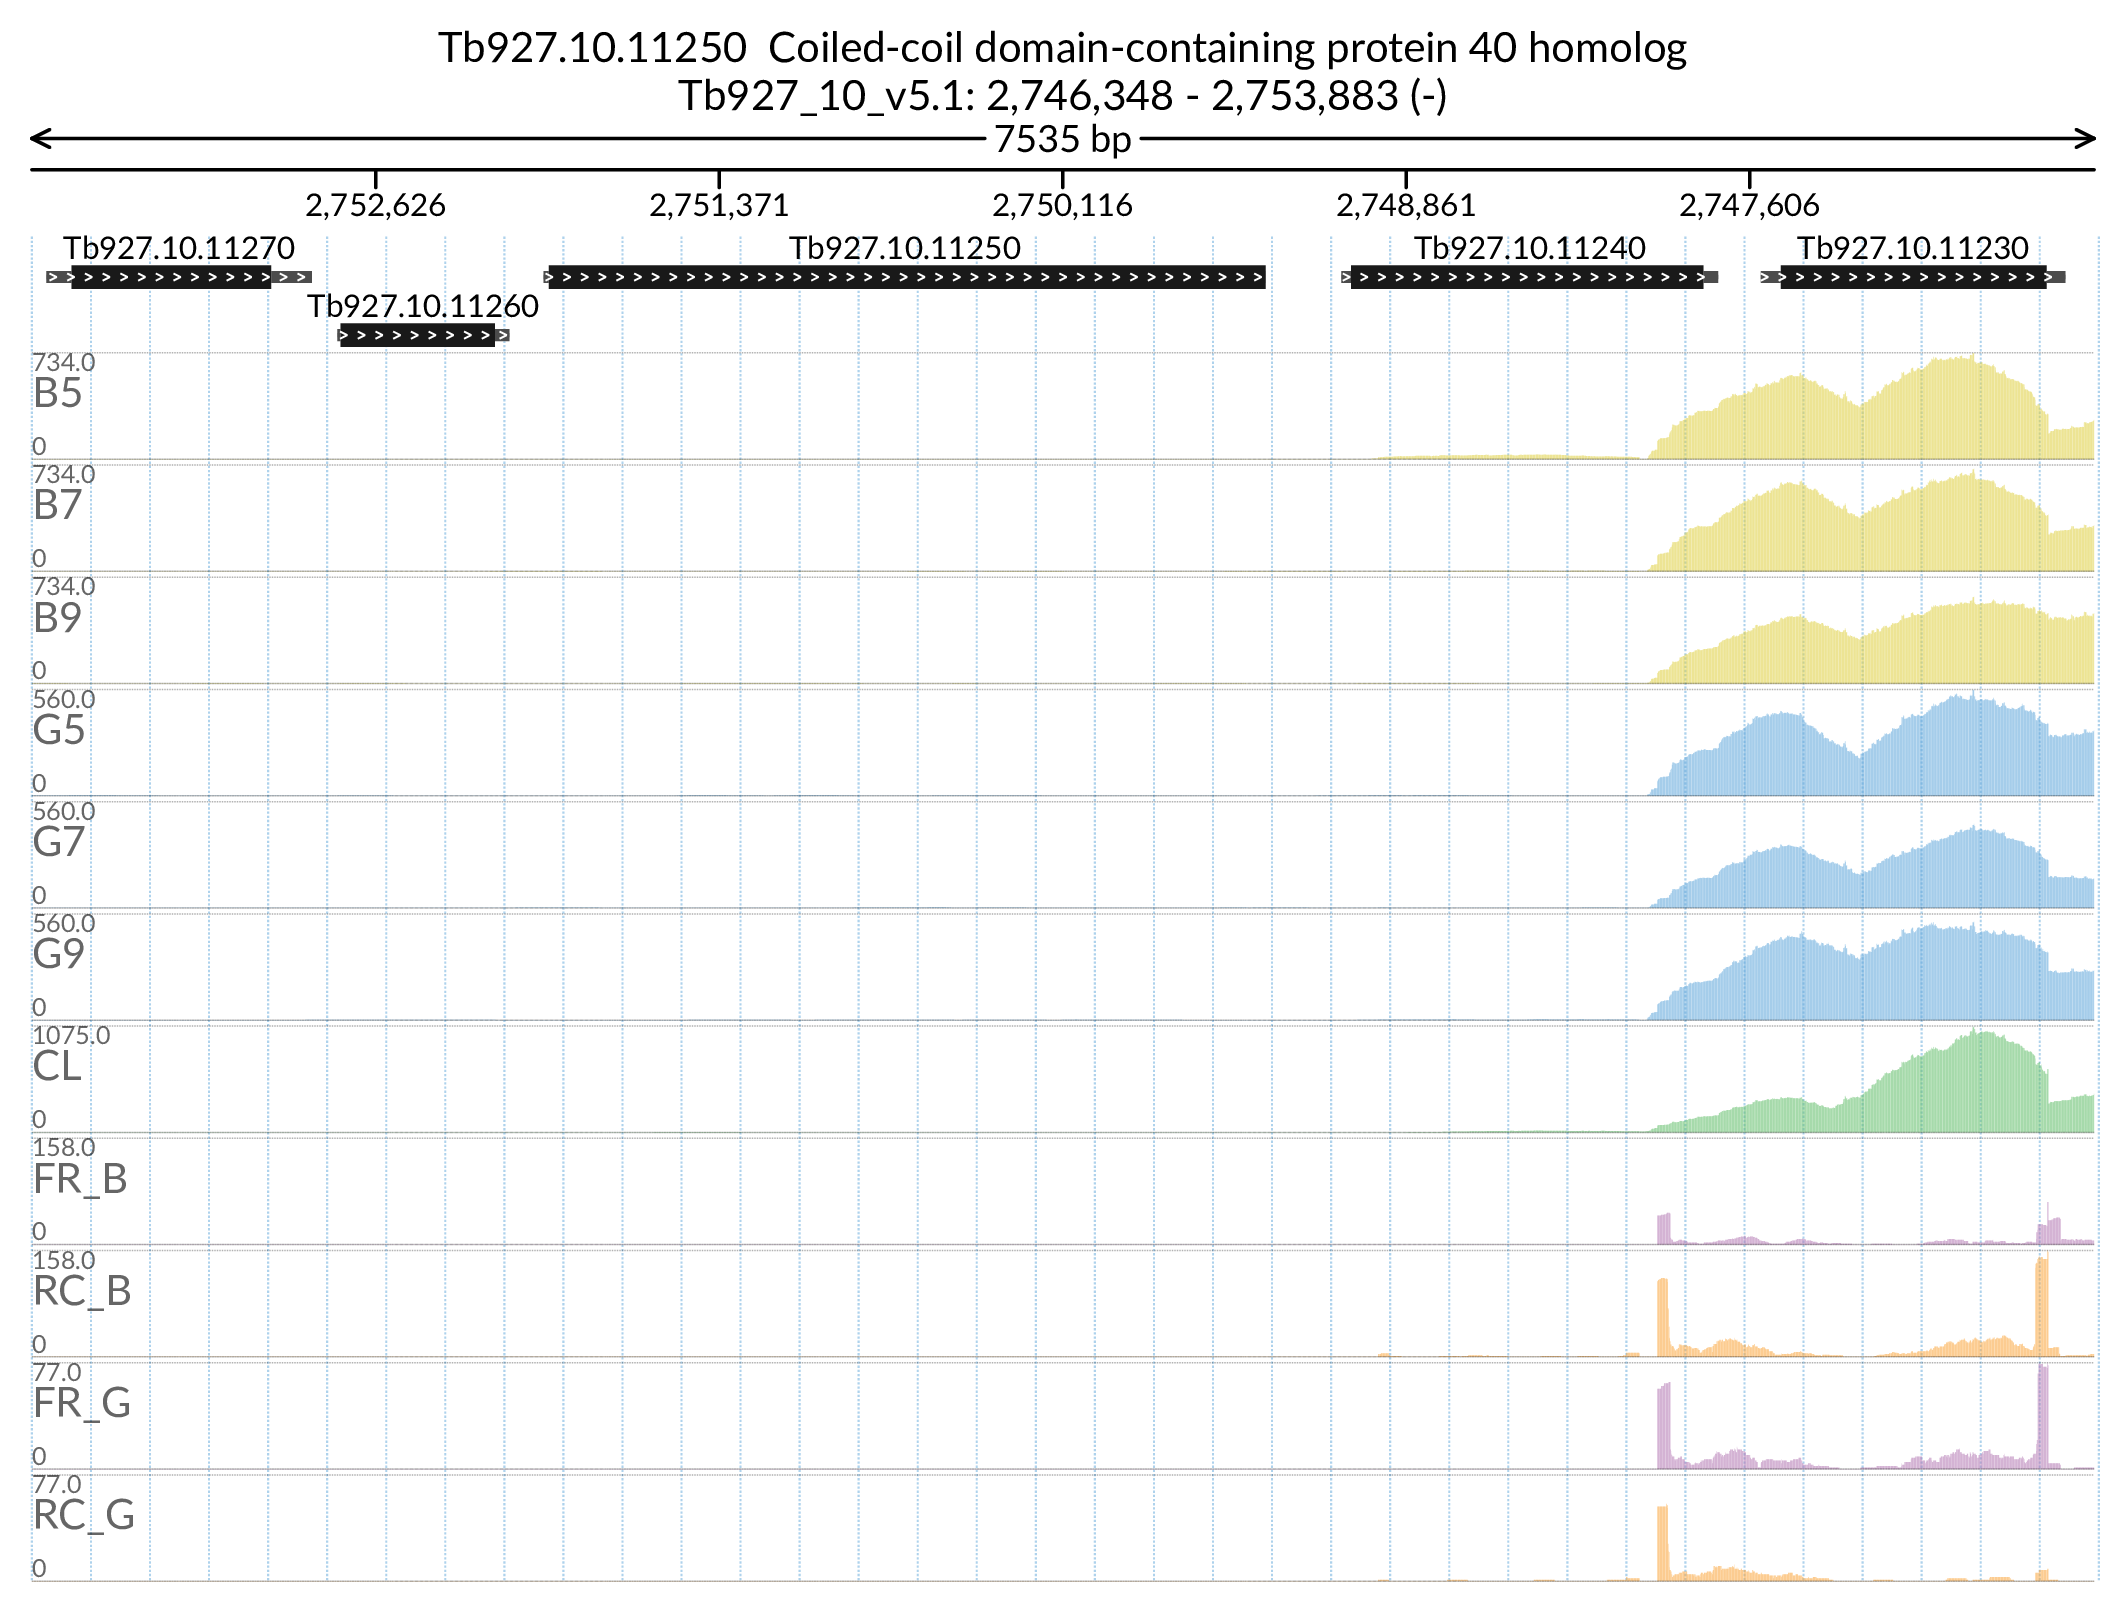 Tb927.10.11250  Coiled-coil domain-containing protein 40 homolog
Tb927_10_v5.1: 2,746,348 - 2,753,883 (-)
7535 bp
2,752,626 2,751,371 2,750,116 2,748,861 2,747,606
Tb927.10.11270 Tb927.10.11250 Tb927.10.11240 Tb927.10.11230
Tb927.10.11260
734.0
B5
0
734.0
B7
0
734.0
B9
0
560.0
G5
0
560.0
G7
0
560.0
G9
0
1075.0
CL
0
158.0
FR_B
0
158.0
RC_B
0
77.0
FR_G
0
77.0
RC_G
0